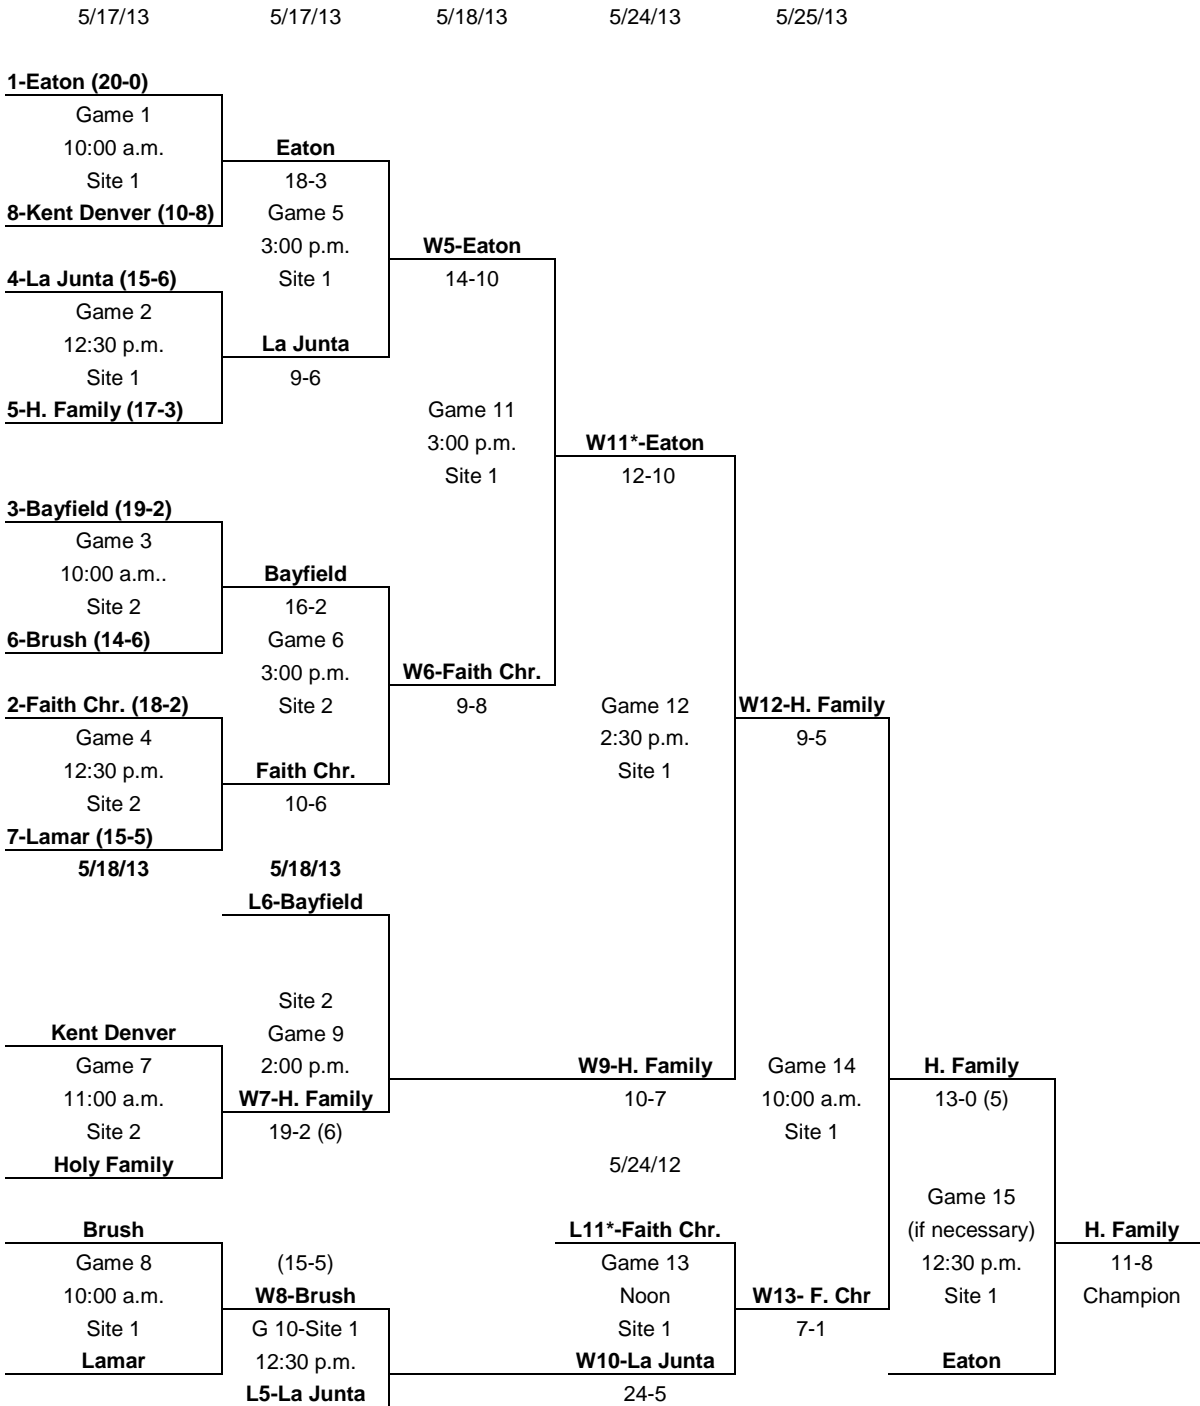 5/17/13 5/17/13 5/18/13 5/24/13 5/25/13
1-Eaton (20-0)
Game 1
10:00 a.m. Eaton
Site 1 18-3
8-Kent Denver (10-8) Game 5
3:00 p.m. W5-Eaton
4-La Junta (15-6) Site 1 14-10
Game 2
12:30 p.m. La Junta
Site 1 9-6
5-H. Family (17-3) Game 11
3:00 p.m. W11*-Eaton
Site 1 12-10
3-Bayfield (19-2)
Game 3
10:00 a.m.. Bayfield
Site 2 16-2
6-Brush (14-6) Game 6
3:00 p.m. W6-Faith Chr.
2-Faith Chr. (18-2) Site 2 9-8 Game 12 W12-H. Family
Game 4 2:30 p.m. 9-5
12:30 p.m. Faith Chr. Site 1
Site 2 10-6
7-Lamar (15-5)
5/18/13 5/18/13
L6-Bayfield
Site 2
Kent Denver Game 9
Game 7 2:00 p.m. W9-H. Family Game 14 H. Family
11:00 a.m. W7-H. Family 10-7 10:00 a.m. 13-0 (5)
Site 2 19-2 (6) Site 1
Holy Family 5/24/12
Game 15
Brush L11*-Faith Chr. (if necessary) H. Family
Game 8 (15-5) Game 13 12:30 p.m. 11-8
10:00 a.m. W8-Brush Noon W13- F. Chr Site 1 Champion
Site 1 G 10-Site 1 Site 1 7-1
Lamar 12:30 p.m. W10-La Junta Eaton
L5-La Junta 24-5